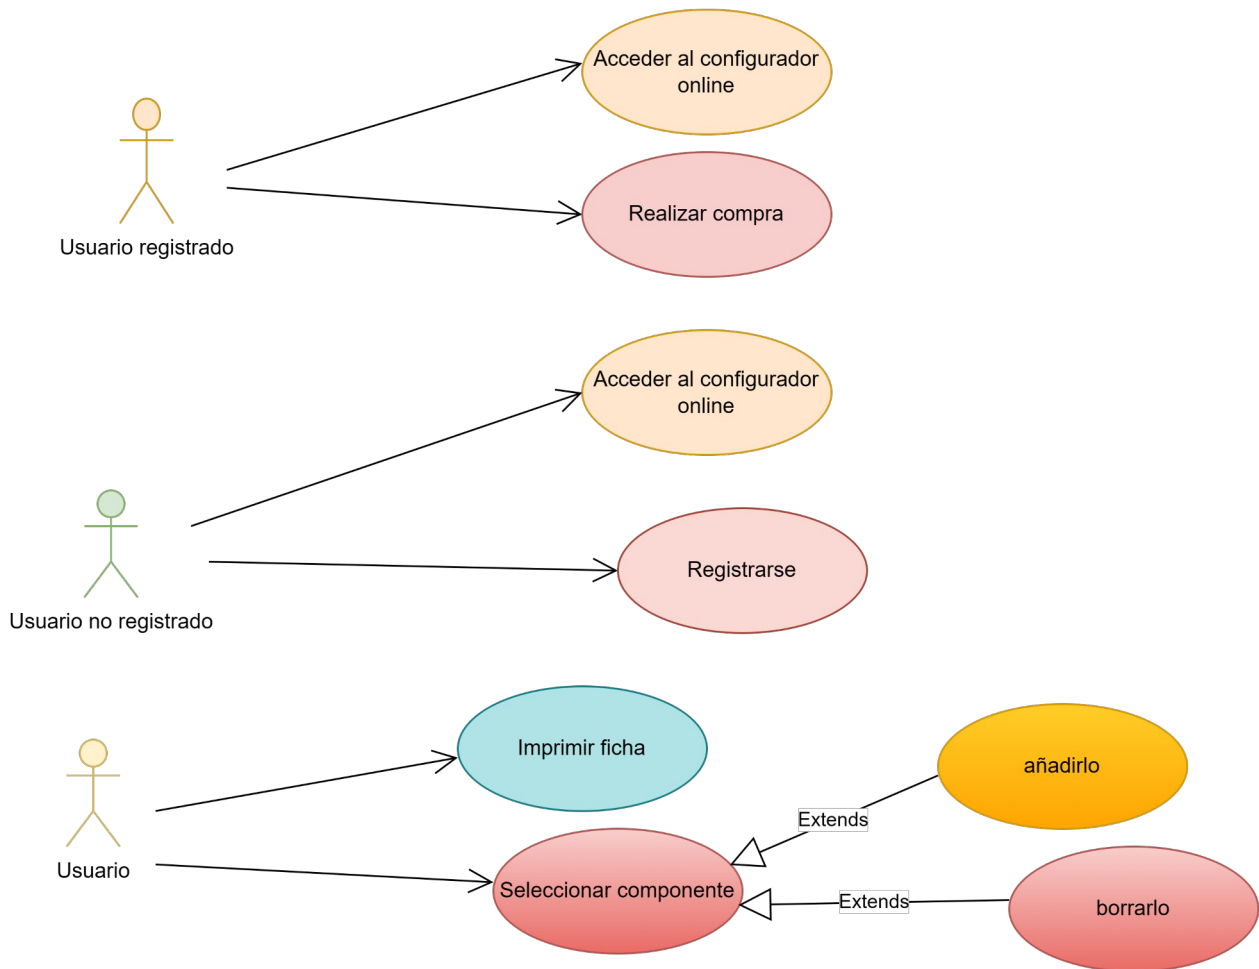 Acceder al configurador
online
Realizar compra
Usuario registrado
Acceder al configurador
online
Registrarse
Usuario no registrado
Imprimir ficha
añadirlo
Extends
Usuario
Seleccionar componente
Extends
borrarlo